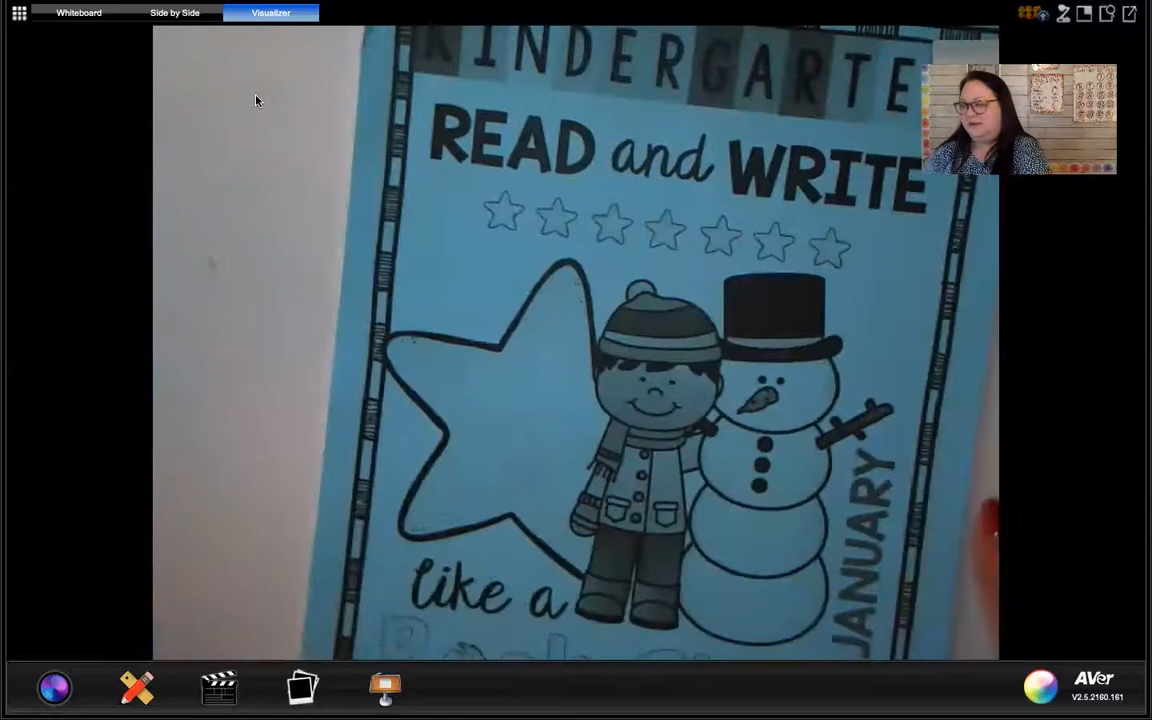 Whiteboard Side by Side Visualizer
KINDERGARTE
READ and WRITE
like a
JANUARY
AVer
V2.5.2160.161